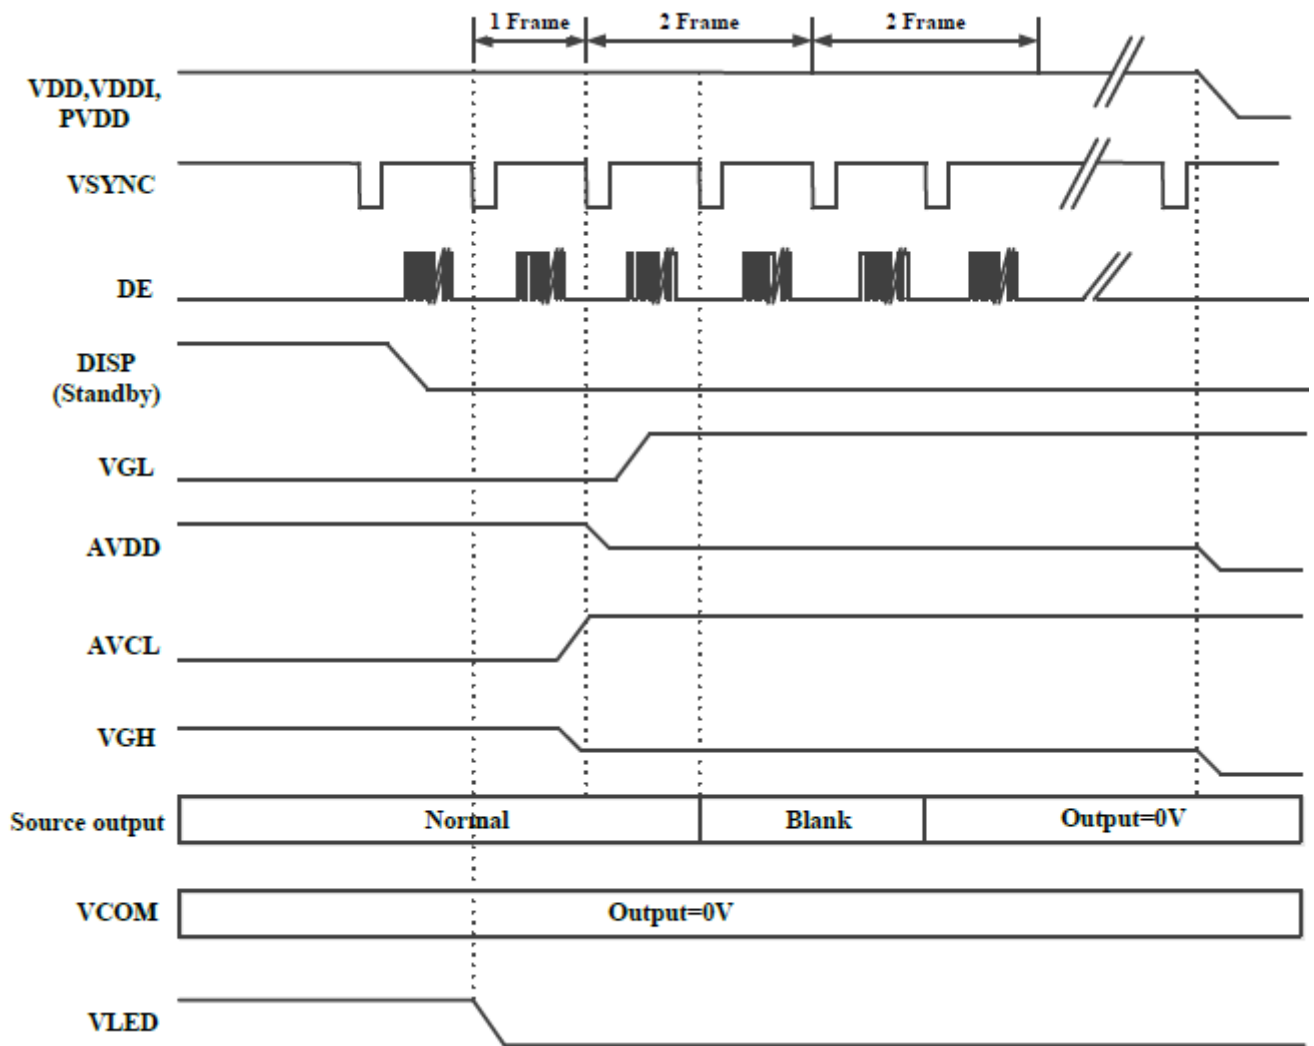 1 Frame 2 Frame 2 Frame
VDD,VDDI,
PVDD
VSYNC
DE
DISP
(Standby)
VGL
AVDD
AVCL
VGH
Source output Normal Blank Output=0V
VCOM Output=0V
VLED